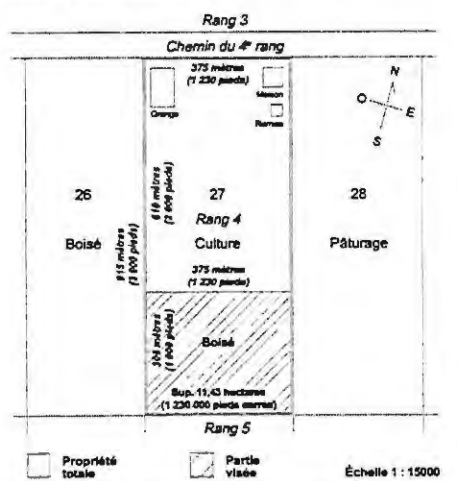 Rang 3
Chemin du 4e rang
375 mètres
(1 230 pieds)
Grange
Maison
Remise
N
O
E
S
26
Boisé
915 mètres
(3 000 pieds)
610 mètres
(2 000 pieds)
27
Rang 4
Culture
28
Pâturage
375 mètres
(1 230 pieds)
305 mètres
(1 000 pieds)
Boisé
Sup. 11,43 hectares
(1 230 000 pieds carrés)
Rang 5
Propriété
totale
Partie
visée
Échelle 1 : 15000